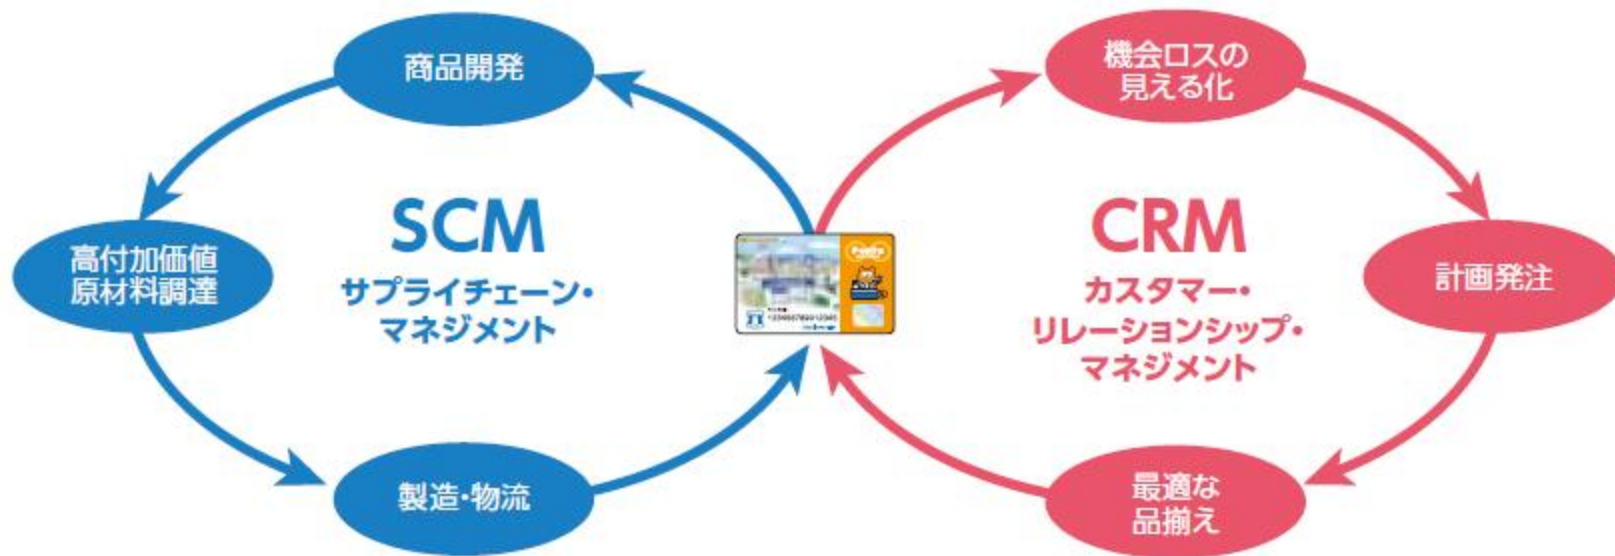 商品開発
機会ロスの
見える化
SCM
サプライチェーン・
マネジメント
高付加価値
原材料調達
CRM
カスタマー・
リレーションシップ・
マネジメント
計画発注
製造・物流
最適な
品揃え